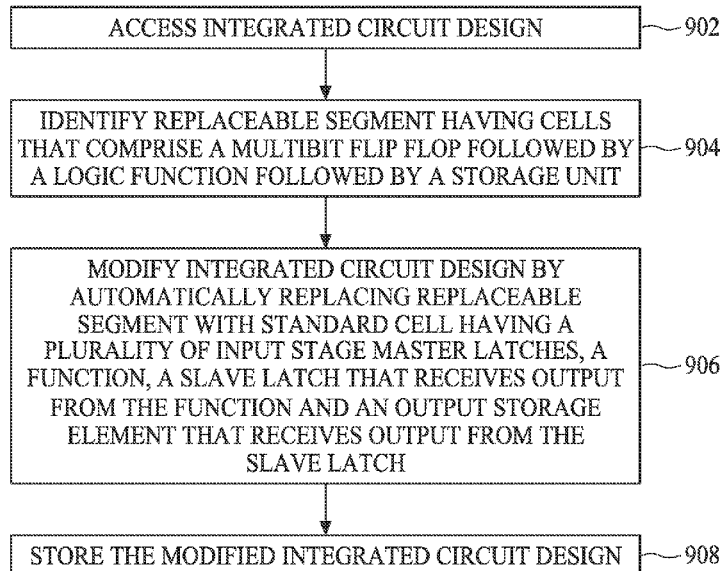 ACCESS INTEGRATED CIRCUIT DESIGN 902
IDENTIFY REPLACEABLE SEGMENT HAVING CELLS
THAT COMPRISE A MULTIBIT FLIP FLOP FOLLOWED BY
A LOGIC FUNCTION FOLLOWED BY A STORAGE UNIT
904
MODIFY INTEGRATED CIRCUIT DESIGN BY
AUTOMATICALLY REPLACING REPLACEABLE
SEGMENT WITH STANDARD CELL HAVING A
PLURALITY OF INPUT STAGE MASTER LATCHES, A
FUNCTION, A SLAVE LATCH THAT RECEIVES OUTPUT
FROM THE FUNCTION AND AN OUTPUT STORAGE
ELEMENT THAT RECEIVES OUTPUT FROM THE
SLAVE LATCH
906
STORE THE MODIFIED INTEGRATED CIRCUIT DESIGN 908